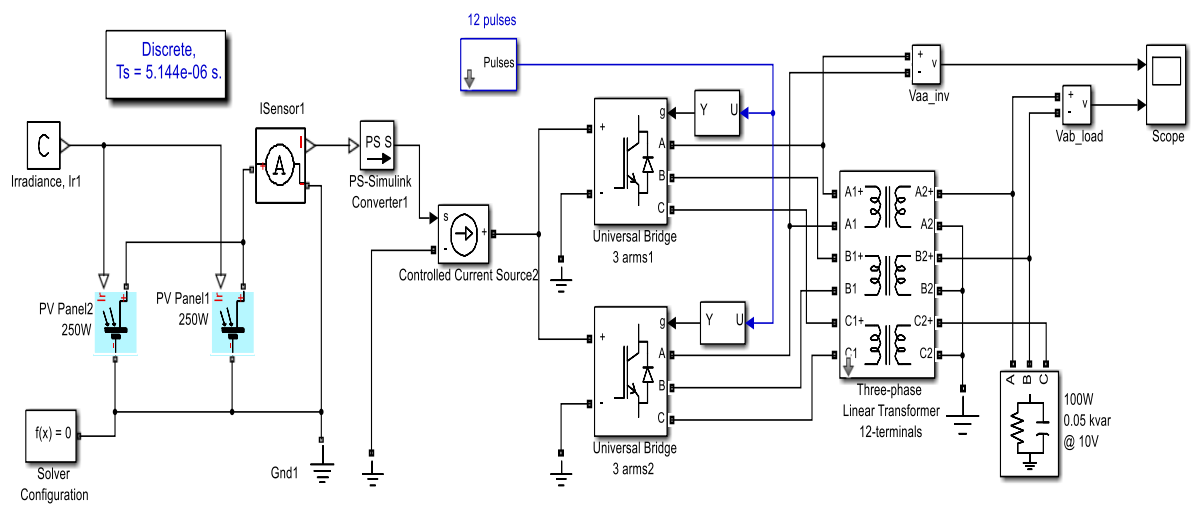 12 pulses
Discrete,
Ts = 5.144e-06 s.
Pulses
ISensor1
C
Irradiance, Ir1
I
A
+
-
PS S
PS-Simulink
Converter1
s
-
+
Controlled Current Source2
PV Panel2
250W
Ir
+
-
PV Panel1
250W
Ir
+
-
f(x) = 0
Solver
Configuration
Gnd1
+
-
g
A
B
C
Universal Bridge
3 arms1
Y
U
+
-
g
A
B
C
Universal Bridge
3 arms2
Y
U
A1+
A1
B1+
B1
C1+
C1
A2+
A2
B2+
B2
C2+
C2
Three-phase
Linear Transformer
12-terminals
+
-
v
Vaa_inv
+
-
v
Vab_load
Scope
A
B
C
100W
0.05 kvar
@ 10V